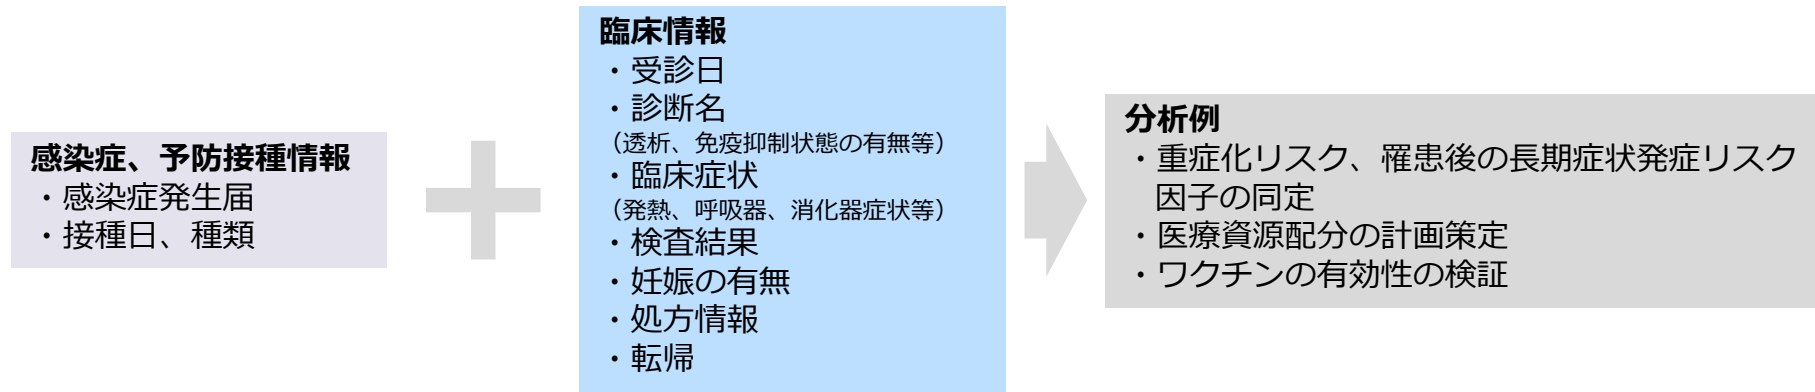 感染症、予防接種情報
・感染症発生届
・接種日、種類
臨床情報
・受診日
・診断名
（透析、免疫抑制状態の有無等）
・臨床症状
（発熱、呼吸器、消化器症状等）
・検査結果
・妊娠の有無
・処方情報
・転帰
分析例
・重症化リスク、罹患後の長期症状発症リスク
因子の同定
・医療資源配分の計画策定
・ワクチンの有効性の検証